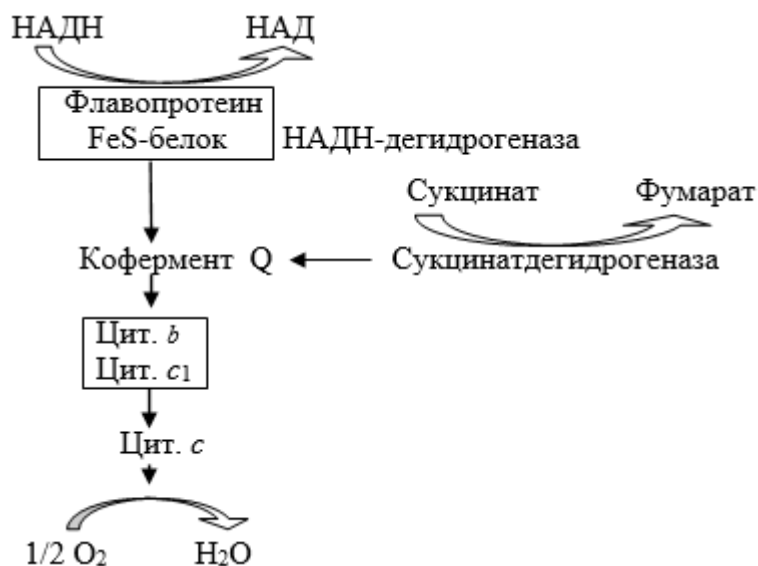 НАДН НАД
Флавопротеин
FeS-белок НАДН-дегидрогеназа
Сукцинат Фумарат
Кофермент Q Сукцинатдегидрогеназа
Цит. b
Цит. c1
Цит. c
1/2 O2 H2O